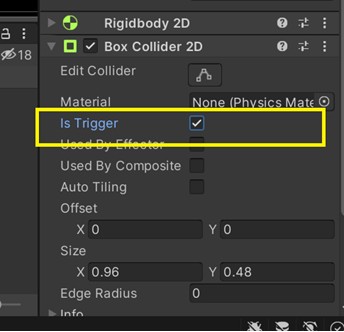 Rigidbody 2D
18
Box Collider 2D
Edit Collider
Material None (Physics Mate
Is Trigger
Used By Effector
Used By Composite
Auto Tiling
Offset
X 0 Y 0
Size
X 0.96 Y 0.48
Edge Radius 0
Info